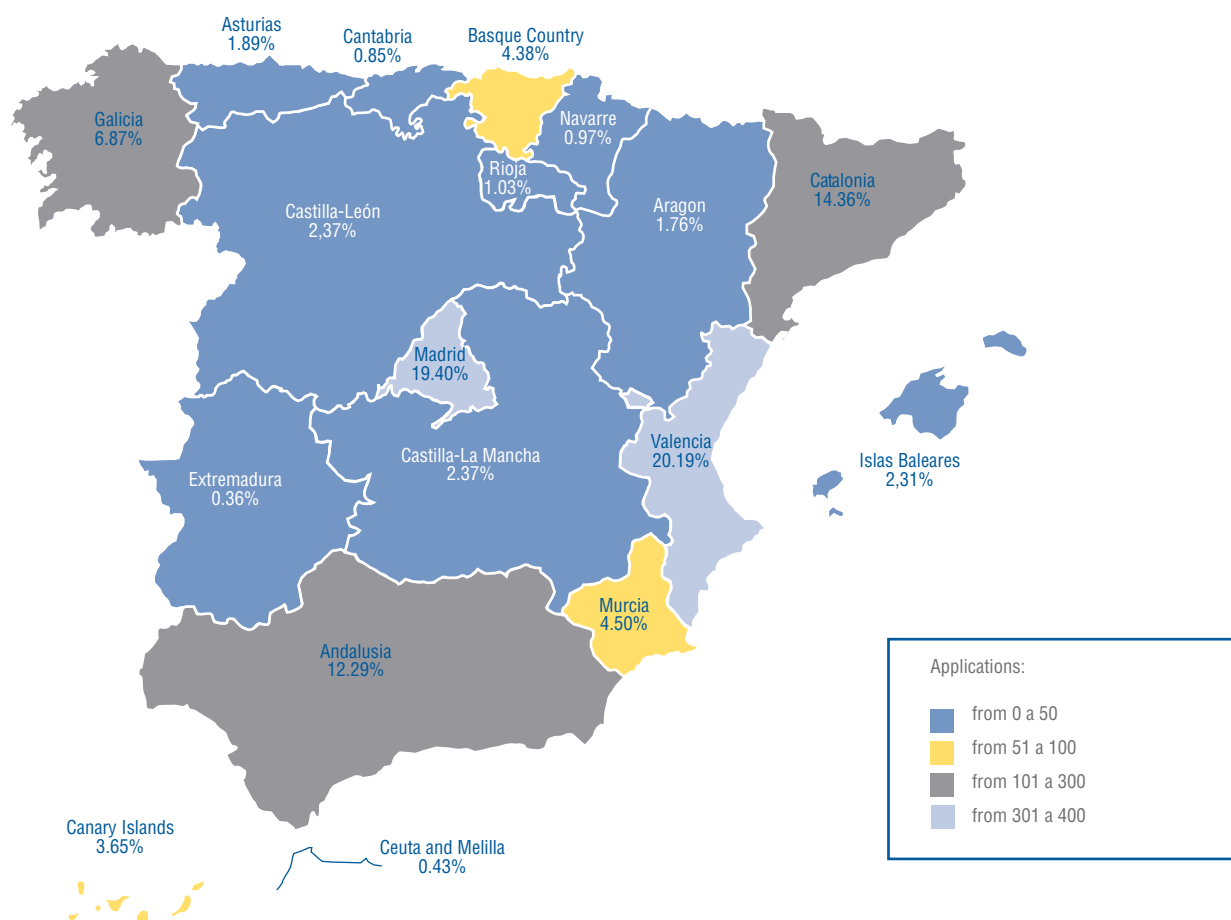 Asturias
1.89%
Cantabria
0.85%
Basque Country
4.38%
Galicia
6.87%
Navarre
0.97%
Rioja
1.03%
Catalonia
14.36%
Castilla-León
2,37%
Aragon
1.76%
Madrid
19.40%
Valencia
20.19%
Castilla-La Mancha
2.37%
Islas Baleares
2,31%
Extremadura
0.36%
Murcia
4.50%
Andalusia
12.29%
Canary Islands
3.65%
Ceuta and Melilla
0.43%
Applications:
from 0 a 50
from 51 a 100
from 101 a 300
from 301 a 400